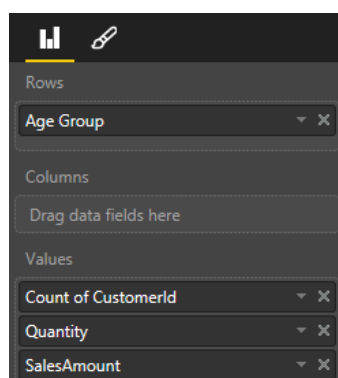 Rows
Age Group
Columns
Drag data fields here
Values
Count of CustomerId
Quantity
SalesAmount